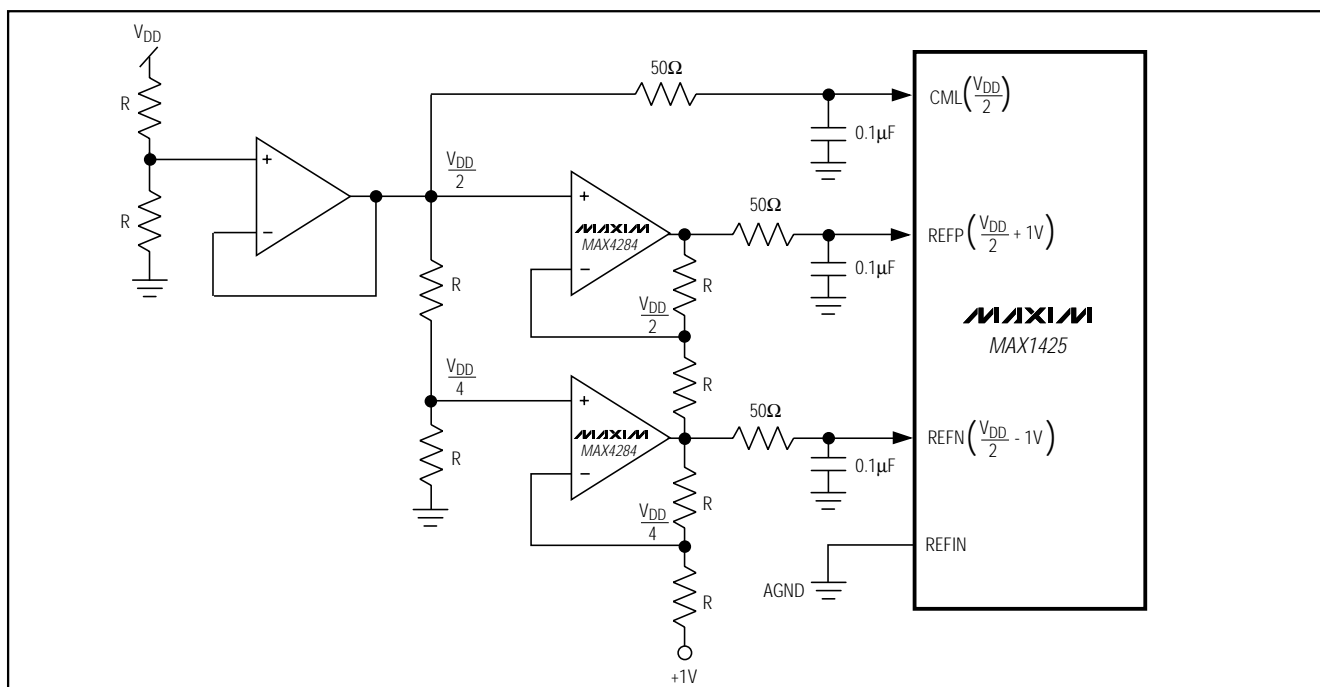 VDD
R
R
+
−
VDD/2
50Ω
0.1µF
CML(VDD/2)
+
MAXIM
MAX4284
−
50Ω
0.1µF
REFP(VDD/2 + 1V)
R
VDD/2
R
R
VDD/4
R
+
MAXIM
MAX4284
−
50Ω
0.1µF
REFN(VDD/2 - 1V)
R
VDD/4
R
+1V
MAXIM
MAX1425
REFIN
AGND